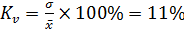 K_v = σ/x̄ × 100% = 11%